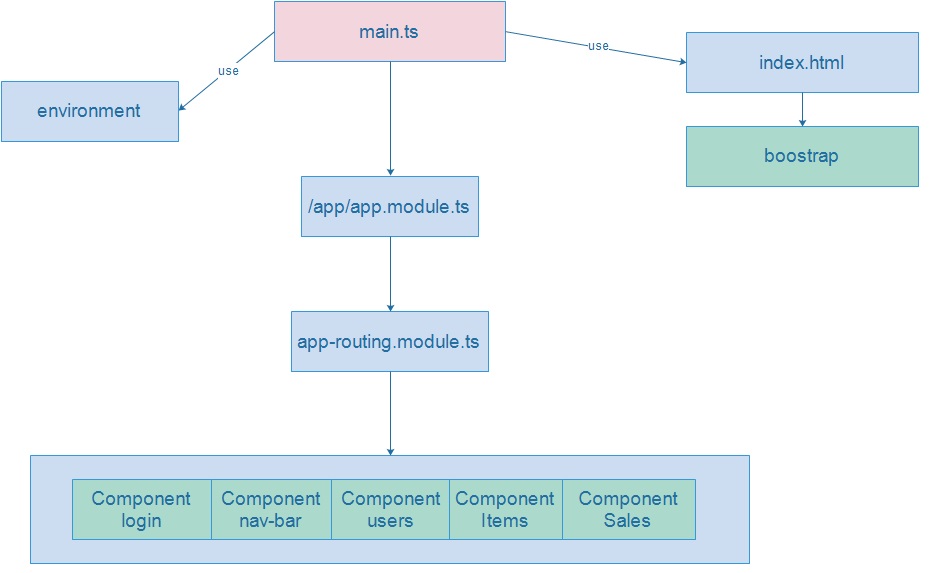 main.ts
use
use
index.html
environment
boostrap
/app/app.module.ts
app-routing.module.ts
Component
login
Component
nav-bar
Component
users
Component
Items
Component
Sales